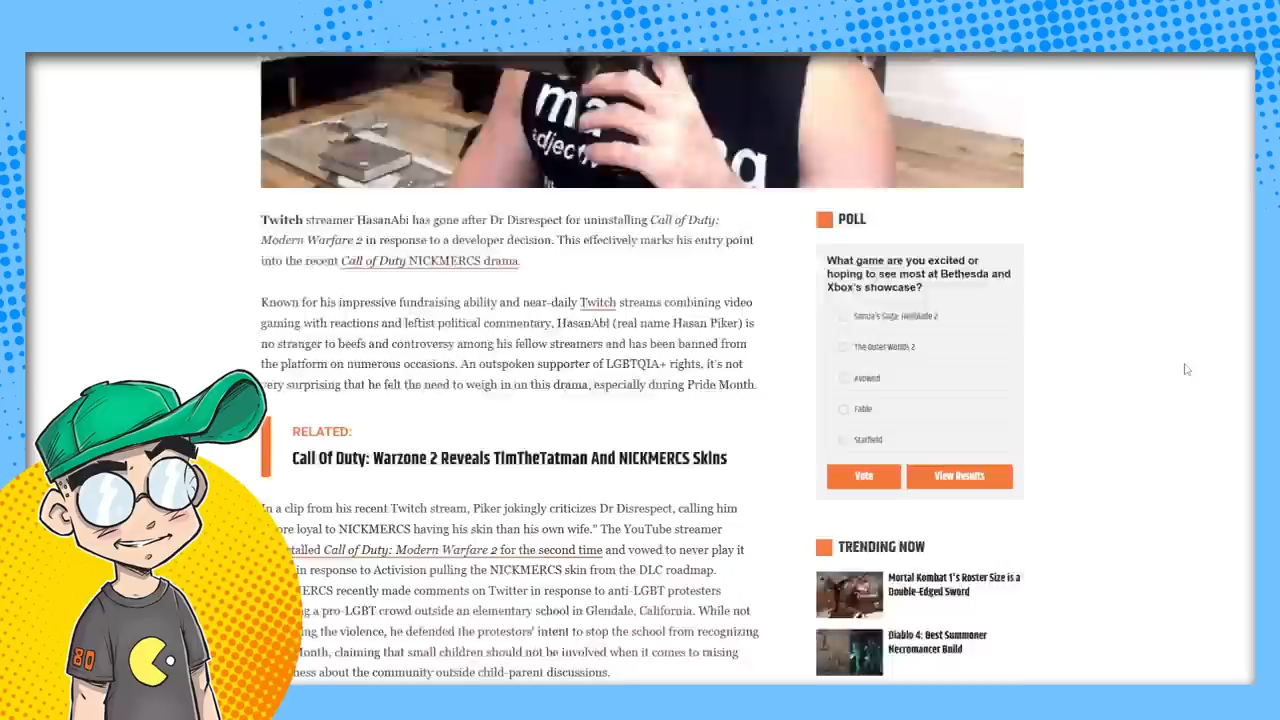 ma
adjec
ng
Twitch streamer HasanAbi has gone after Dr Disrespect for uninstalling Call of Duty:
Modern Warfare 2 in response to a developer decision. This effectively marks his entry point
into the recent Call of Duty NICKMERCS drama.
Known for his impressive fundraising ability and near-daily Twitch streams combining video
gaming with reactions and leftist political commentary, HasanAbi (real name Hasan Piker) is
no stranger to beefs and controversy among his fellow streamers and has been banned from
the platform on numerous occasions. An outspoken supporter of LGBTQIA+ rights, it's not
very surprising that he felt the need to weigh in on this drama, especially during Pride Month.
RELATED:
Call Of Duty: Warzone 2 Reveals TimTheTatman And NICKMERCS Skins
In a clip from his recent Twitch stream, Piker jokingly criticizes Dr Disrespect, calling him
ore loyal to NICKMERCS having his skin than his own wife." The YouTube streamer
talled Call of Duty: Modern Warfare 2 for the second time and vowed to never play it
in response to Activision pulling the NICKMERCS skin from the DLC roadmap.
ERCS recently made comments on Twitter in response to anti-LGBT protesters
g a pro-LGBT crowd outside an elementary school in Glendale, California. While not
ing the violence, he defended the protestors' intent to stop the school from recognizing
onth, claiming that small children should not be involved when it comes to raising
ness about the community outside child-parent discussions.
POLL
What game are you excited or
hoping to see most at Bethesda and
Xbox's showcase?
Senua's Saga: Hellblade 2
The Outer Worlds 2
Avowed
Fable
Starfield
Vote
View Results
TRENDING NOW
Mortal Kombat 1's Roster Size is a
Double-Edged Sword
Diablo 4: Best Summoner
Necromancer Build
80